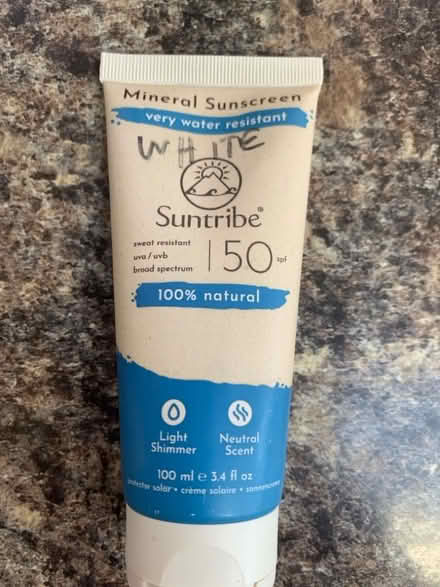 Mineral Sunscreen
very water resistant
WHITE
Suntribe®
sweat resistant
uva / uvb
broad spectrum
50 spf
100% natural
Light
Shimmer
Neutral
Scent
100 ml e 3.4 fl oz
protector solar • crème solaire • sonnencreme